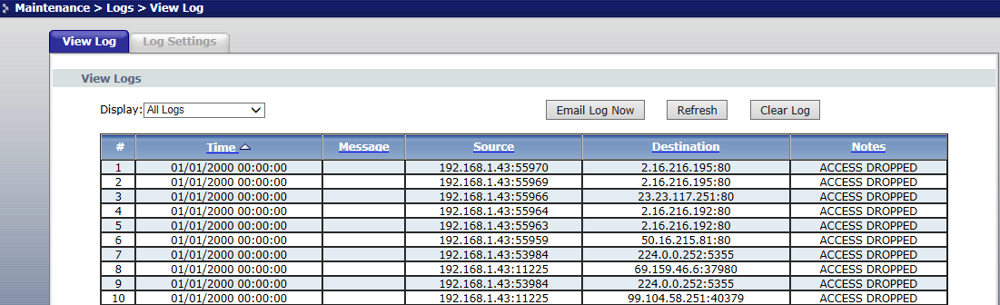 Maintenance > Logs > View Log
View Log Log Settings
View Logs
Display: All Logs Email Log Now Refresh Clear Log
# Time Message Source Destination Notes
1 01/01/2000 00:00:00 192.168.1.43:55970 2.16.216.195:80 ACCESS DROPPED
2 01/01/2000 00:00:00 192.168.1.43:55969 2.16.216.195:80 ACCESS DROPPED
3 01/01/2000 00:00:00 192.168.1.43:55966 23.23.117.251:80 ACCESS DROPPED
4 01/01/2000 00:00:00 192.168.1.43:55964 2.16.216.192:80 ACCESS DROPPED
5 01/01/2000 00:00:00 192.168.1.43:55963 2.16.216.192:80 ACCESS DROPPED
6 01/01/2000 00:00:00 192.168.1.43:55959 50.16.215.81:80 ACCESS DROPPED
7 01/01/2000 00:00:00 192.168.1.43:53984 224.0.0.252:5355 ACCESS DROPPED
8 01/01/2000 00:00:00 192.168.1.43:11225 69.159.46.6:37980 ACCESS DROPPED
9 01/01/2000 00:00:00 192.168.1.43:53984 224.0.0.252:5355 ACCESS DROPPED
10 01/01/2000 00:00:00 192.168.1.43:11225 99.104.58.251:40379 ACCESS DROPPED